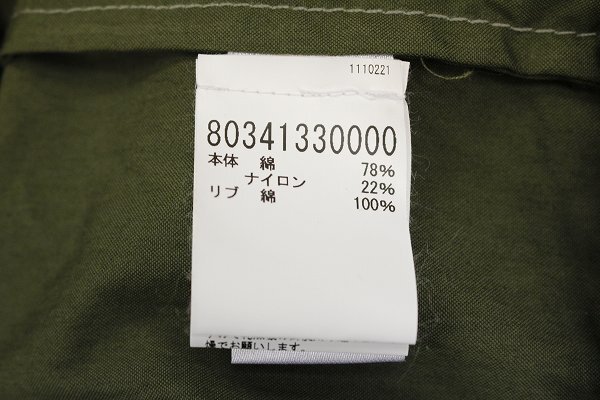 1110221
80341330000
本体 綿 78%
ナイロン 22%
リブ 綿 100%
でお願いします。